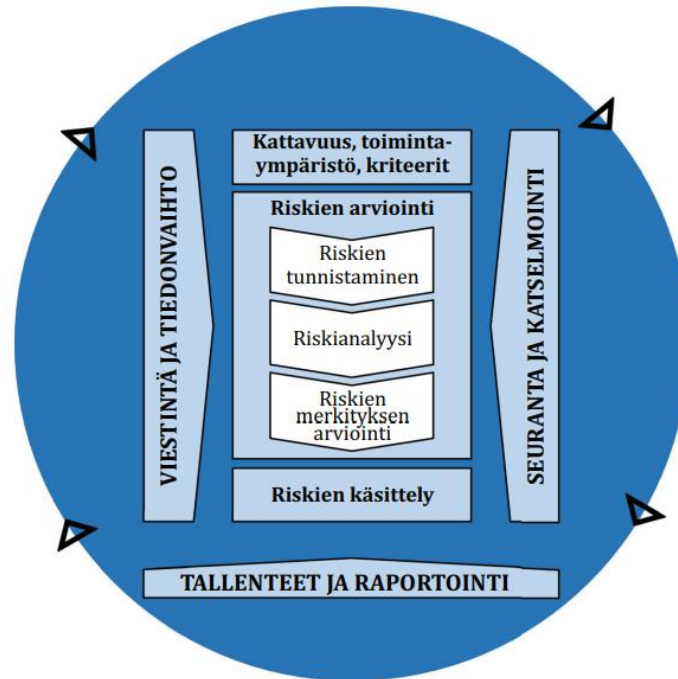 VIESTINTÄ JA TIEDONVAIHTO
Kattavuus, toiminta-
ympäristö, kriteerit
Riskien arviointi
Riskien
tunnistaminen
Riskianalyysi
Riskien
merkityksen
arviointi
Riskien käsittely
SEURANTA JA KATSELMOINTI
TALLENTEET JA RAPORTOINTI